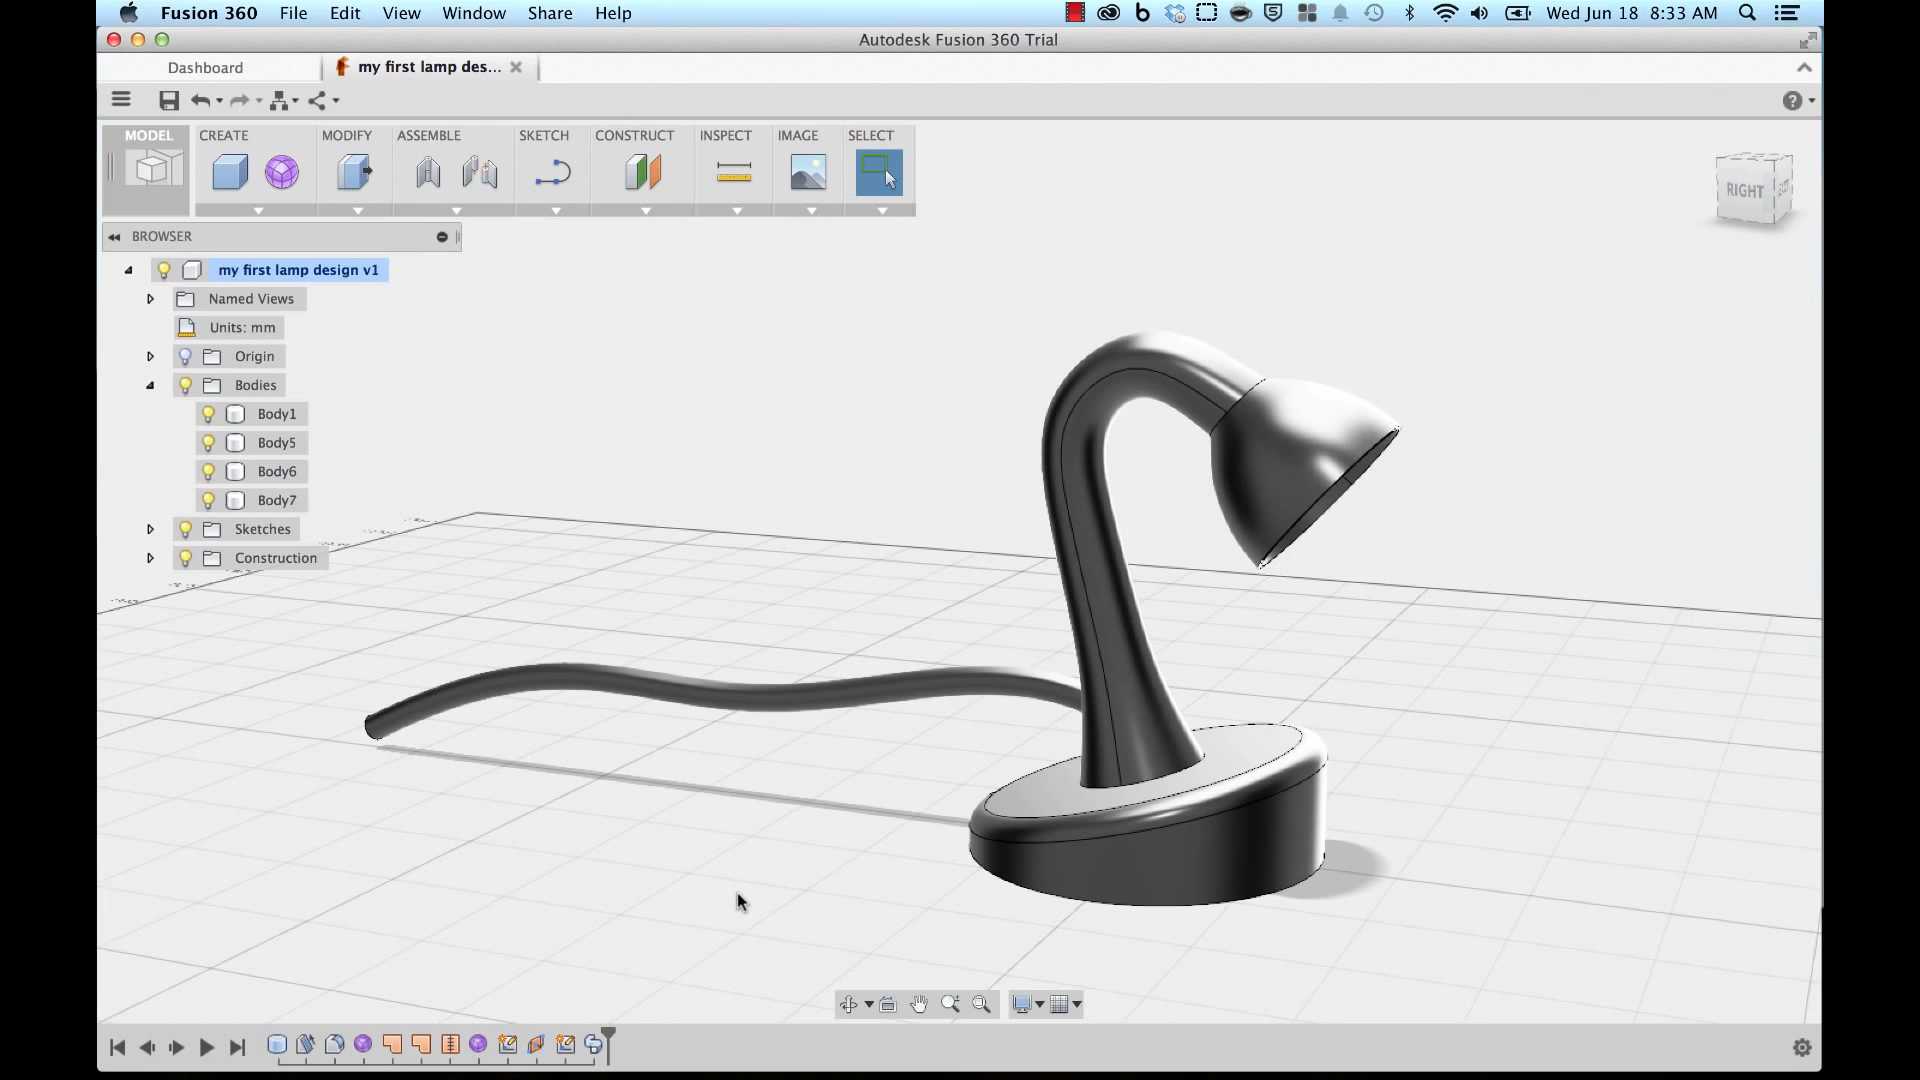 Fusion 360 File Edit View Window Share Help Wed Jun 18 8:33 AM
Autodesk Fusion 360 Trial
Dashboard my first lamp des...
MODEL CREATE MODIFY ASSEMBLE SKETCH CONSTRUCT INSPECT IMAGE SELECT
RIGHT
BROWSER
my first lamp design v1
Named Views
Units: mm
Origin
Bodies
Body1
Body5
Body6
Body7
Sketches
Construction